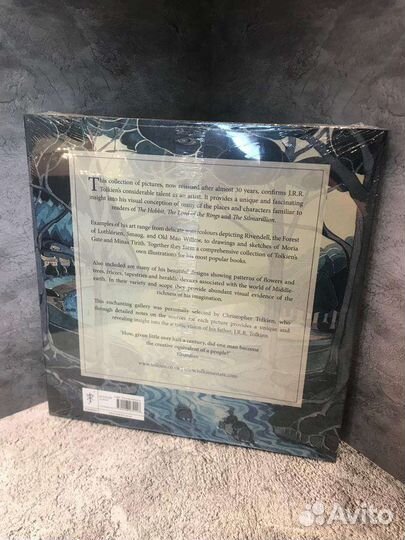 This collection of pictures, now reissued after almost 30 years, confirms J.R.R.
Tolkien's considerable talent as an artist. It provides a unique and fascinating
insight into his visual conception of many of the places and characters familiar to
readers of The Hobbit, The Lord of the Rings and The Silmarillion.
Examples of his art range from delicate watercolours depicting Rivendell, the Forest
of Lothlórien, Smaug, and Old Man Willow, to drawings and sketches of Moria
Gate and Minas Tirith. Together they form a comprehensive collection of Tolkien's
own illustrations for his most popular books.
Also included are many of his beautiful designs showing patterns of flowers and
trees, friezes, tapestries and heraldic devices associated with the world of Middle-
earth. In their variety and scope they provide abundant visual evidence of the
richness of his imagination.
This enchanting gallery was personally selected by Christopher Tolkien, who
through detailed notes on the sources for each picture provides a unique and
revealing insight into the artistic vision of his father, J.R.R. Tolkien.
'How, given little over half a century, did one man become
the creative equivalent of a people?'
Guardian
www.tolkien.co.uk
www.tolkienestate.com
Avito